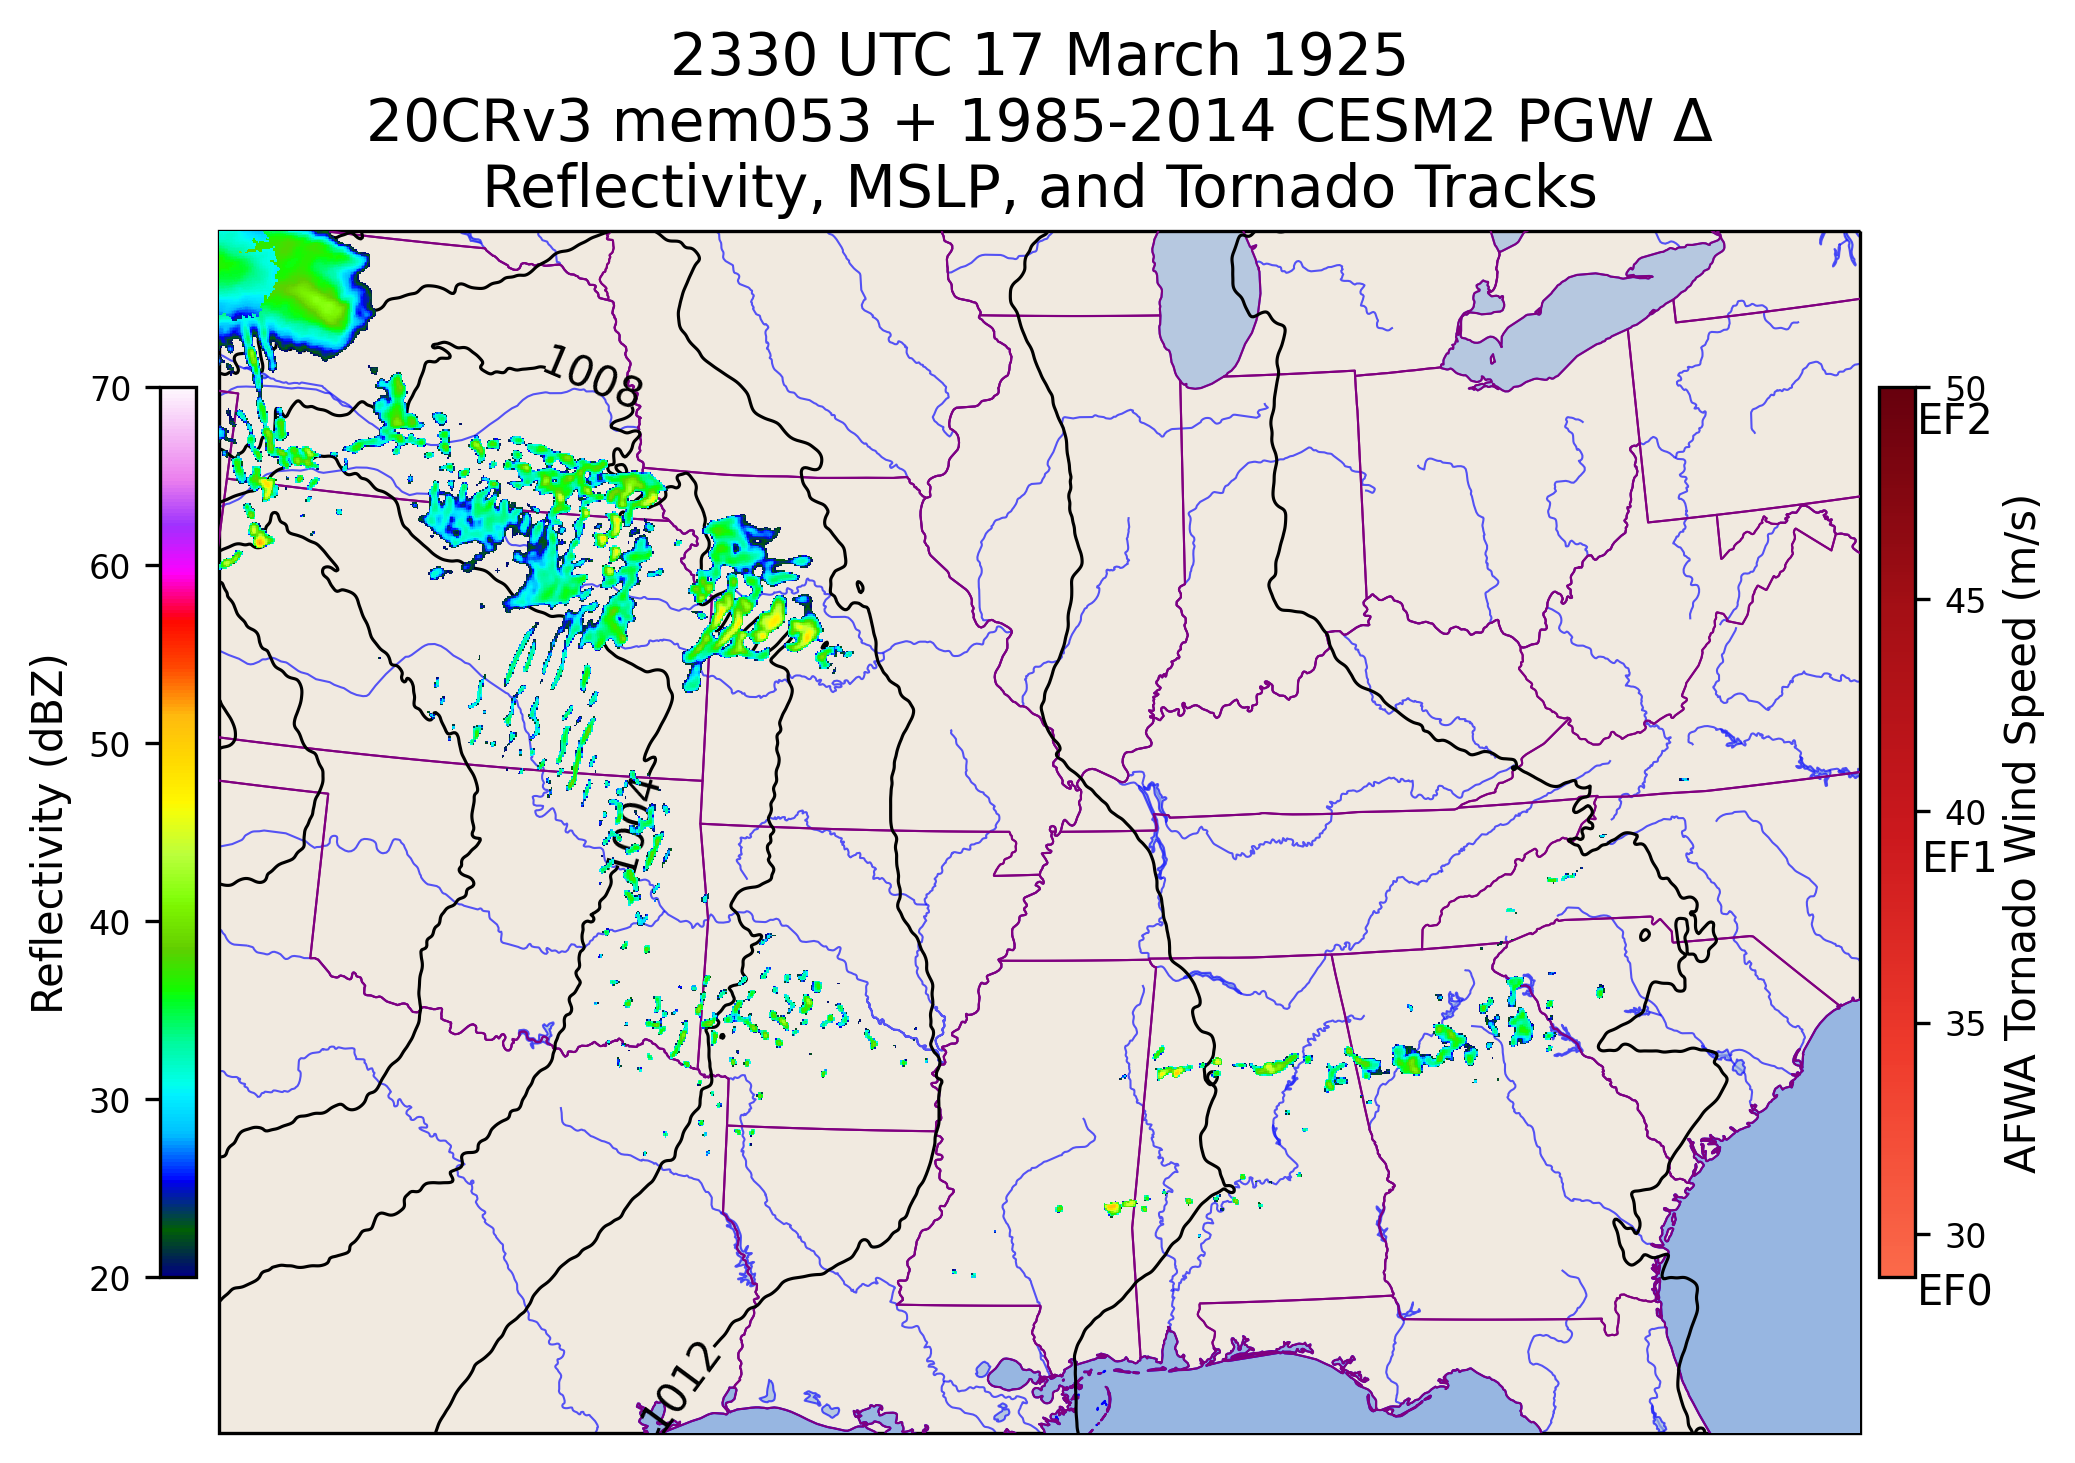 2330 UTC 17 March 1925
20CRv3 mem053 + 1985-2014 CESM2 PGW Δ
Reflectivity, MSLP, and Tornado Tracks
Reflectivity (dBZ)
70
60
50
40
30
20
1008
1004
1012
50
EF2
45
40
EF1
35
30
EF0
AFWA Tornado Wind Speed (m/s)